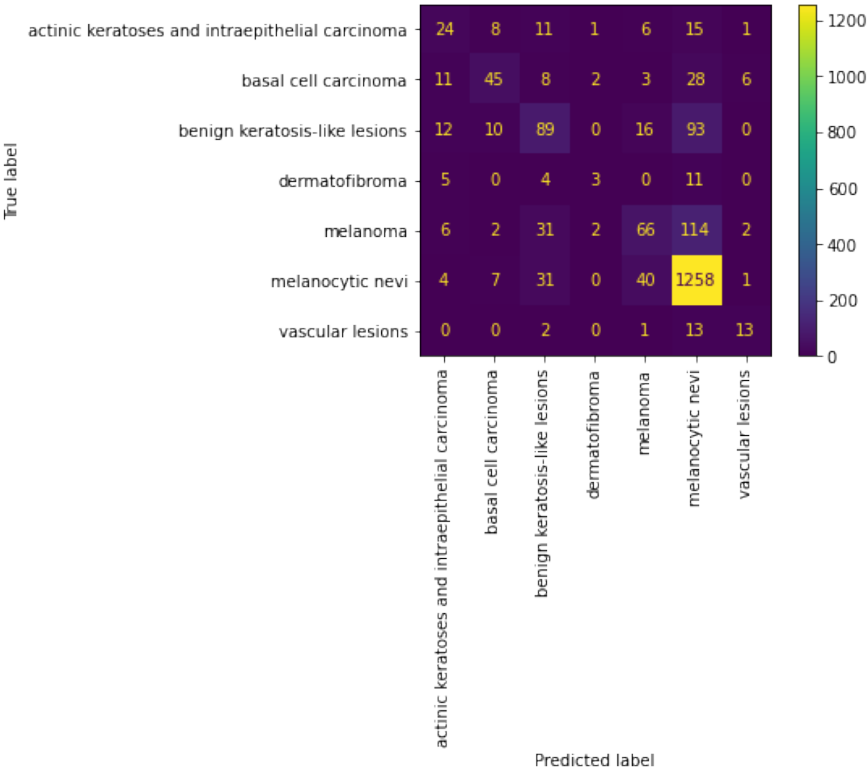 actinic keratoses and intraepithelial carcinoma 24 8 11 1 6 15 1
basal cell carcinoma 11 45 8 2 3 28 6
benign keratosis-like lesions 12 10 89 0 16 93 0
dermatofibroma 5 0 4 3 0 11 0
melanoma 6 2 31 2 66 114 2
melanocytic nevi 4 7 31 0 40 1258 1
vascular lesions 0 0 2 0 1 13 13
True label
actinic keratoses and intraepithelial carcinoma
basal cell carcinoma
benign keratosis-like lesions
dermatofibroma
melanoma
melanocytic nevi
vascular lesions
Predicted label
1200
1000
800
600
400
200
0